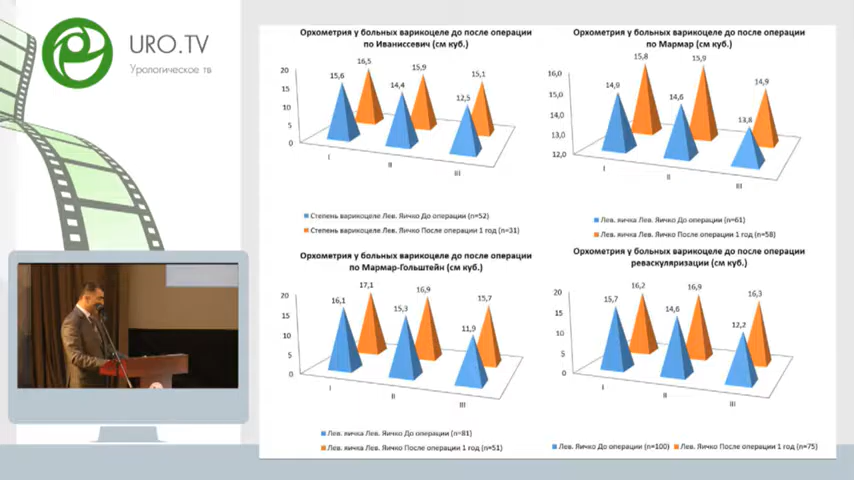 URO.TV
Урологическое тв
Орхометрия у больных варикоцеле до после операции
по Иваниссевич (см куб.)
20
15
10
5
0
15,6
16,5
14,4
15,9
12,5
15,1
I
II
III
Степень варикоцеле Лев. Яичко До операции (n=52)
Степень варикоцеле Лев. Яичко После операции 1 год (n=31)
Орхометрия у больных варикоцеле до после операции
по Мармар (см куб.)
16,0
15,0
14,0
13,0
12,0
14,9
15,8
14,6
15,9
13,8
14,9
I
II
III
Лев. яичка Лев. Яичко До операции (n=61)
Лев. яичка Лев. Яичко После операции 1 год (n=58)
Орхометрия у больных варикоцеле до после операции
по Мармар-Гольштейн (см куб.)
20
15
10
5
0
16,1
17,1
15,3
16,9
11,9
15,7
I
II
III
Лев. яичка Лев. Яичко До операции (n=81)
Лев. яичка Лев. Яичко После операции 1 год (n=51)
Орхометрия у больных варикоцеле до после операции
реваскуляризации (см куб.)
20
15
10
5
0
15,7
16,2
14,6
16,9
12,2
16,3
I
II
III
Лев. Яичко До операции (n=100) Лев. Яичко После операции 1 год (n=75)